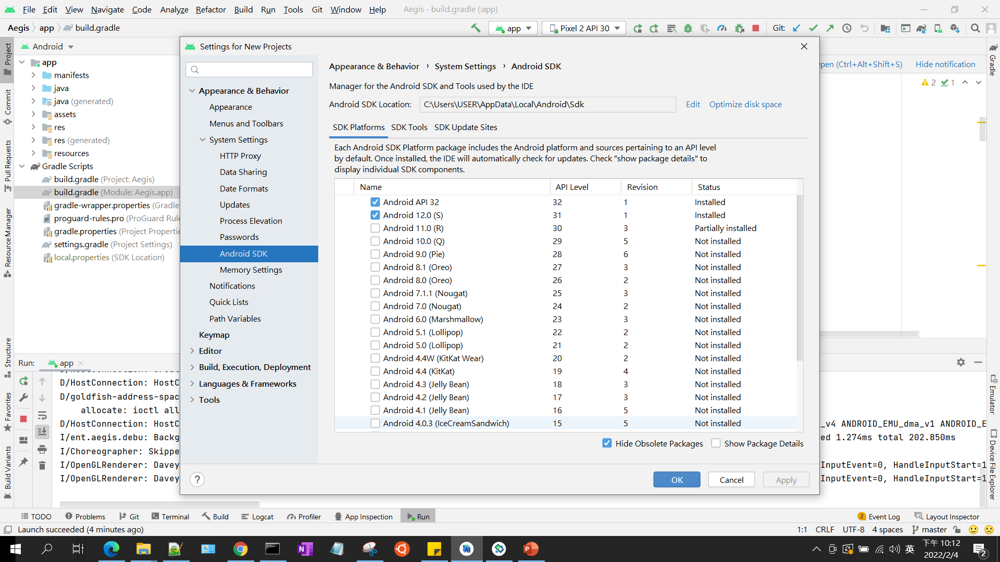 File Edit View Navigate Code Analyze Refactor Build Run Tools Git Window Help Aegis - build.gradle (:app)
Aegis app build.gradle app Pixel 2 API 30 Git:
Android
app
manifests
java
java (generated)
assets
res
res (generated)
resources
Gradle Scripts
build.gradle (Project: Aegis)
build.gradle (Module: Aegis.app)
gradle-wrapper.properties (Gradle
proguard-rules.pro (ProGuard Rule
gradle.properties (Project Propertie
settings.gradle (Project Settings)
local.properties (SDK Location)
Project
Commit
Pull Requests
Resource Manager
Structure
Favorites
Build Variants
Settings for New Projects
Appearance & Behavior
Appearance
Menus and Toolbars
System Settings
HTTP Proxy
Data Sharing
Date Formats
Updates
Process Elevation
Passwords
Android SDK
Memory Settings
Notifications
Quick Lists
Path Variables
Keymap
Editor
Build, Execution, Deployment
Languages & Frameworks
Tools
Appearance & Behavior › System Settings › Android SDK
Manager for the Android SDK and Tools used by the IDE
Android SDK Location: C:\Users\USER\AppData\Local\Android\Sdk Edit Optimize disk space
SDK Platforms SDK Tools SDK Update Sites
Each Android SDK Platform package includes the Android platform and sources pertaining to an API level
by default. Once installed, the IDE will automatically check for updates. Check "show package details" to
display individual SDK components.
Name API Level Revision Status
Android API 32 32 1 Installed
Android 12.0 (S) 31 1 Installed
Android 11.0 (R) 30 3 Partially installed
Android 10.0 (Q) 29 5 Not installed
Android 9.0 (Pie) 28 6 Not installed
Android 8.1 (Oreo) 27 3 Not installed
Android 8.0 (Oreo) 26 2 Not installed
Android 7.1.1 (Nougat) 25 3 Not installed
Android 7.0 (Nougat) 24 2 Not installed
Android 6.0 (Marshmallow) 23 3 Not installed
Android 5.1 (Lollipop) 22 2 Not installed
Android 5.0 (Lollipop) 21 2 Not installed
Android 4.4W (KitKat Wear) 20 2 Not installed
Android 4.4 (KitKat) 19 4 Not installed
Android 4.3 (Jelly Bean) 18 3 Not installed
Android 4.2 (Jelly Bean) 17 3 Not installed
Android 4.1 (Jelly Bean) 16 5 Not installed
Android 4.0.3 (IceCreamSandwich) 15 5 Not installed
Hide Obsolete Packages Show Package Details
? OK Cancel Apply
pen (Ctrl+Alt+Shift+S) Hide notification
2 1
Gradle
Emulator
Device File Explorer
Run: app
D/HostConnection: HostC
D/goldfish-address-spac
allocate: ioctl all
D/HostConnection: HostC _v4 ANDROID_EMU_dma_v1 ANDROID_E
I/ent.aegis.debu: Backg ed 1.274ms total 202.850ms
I/Choreographer: Skippe
I/OpenGLRenderer: Davey InputEvent=0, HandleInputStart=1
I/OpenGLRenderer: Davey InputEvent=0, HandleInputStart=1
TODO Problems Git Terminal Build Logcat Profiler App Inspection Run 2 Event Log Layout Inspector
Launch succeeded (4 minutes ago) 1:1 CRLF UTF-8 4 spaces master
英 下午 10:12
2022/2/4
2